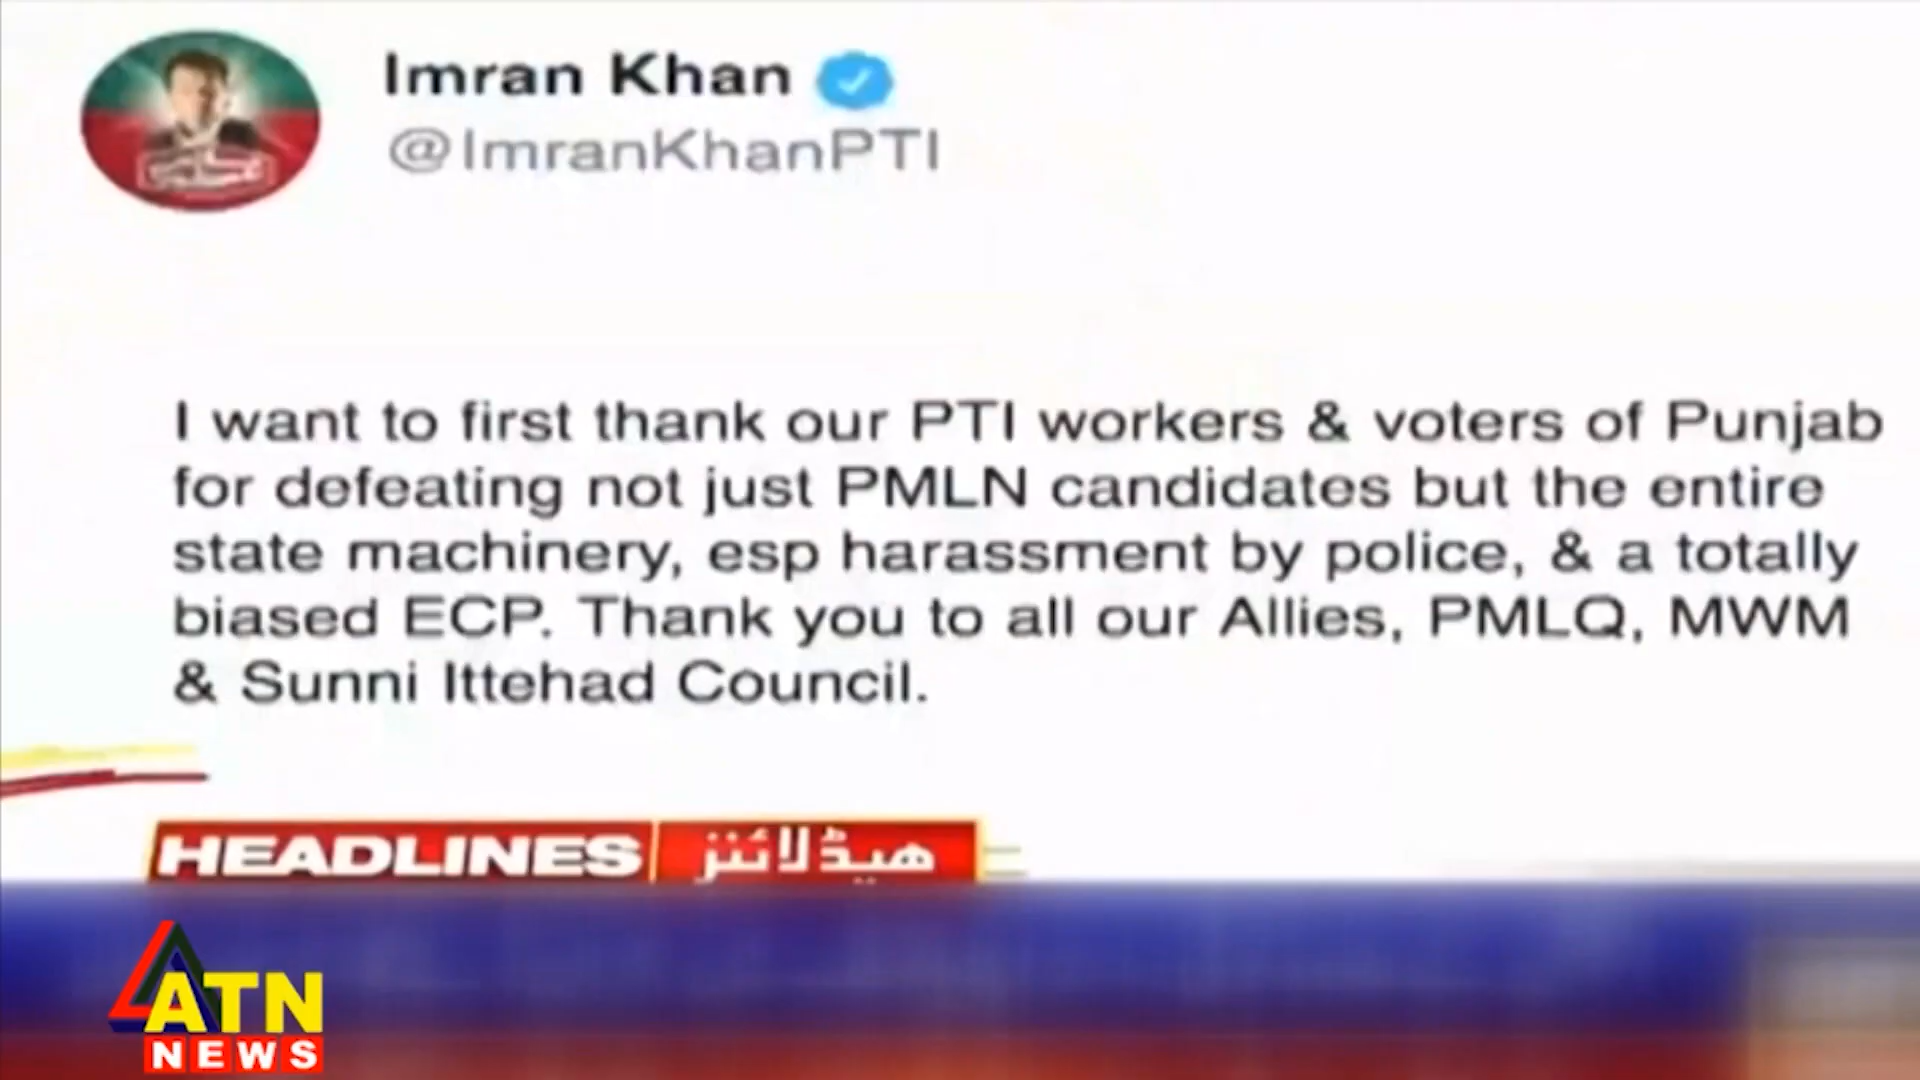 Imran Khan
@ImranKhanPTI
I want to first thank our PTI workers & voters of Punjab
for defeating not just PMLN candidates but the entire
state machinery, esp harassment by police, & a totally
biased ECP. Thank you to all our Allies, PMLQ, MWM
& Sunni Ittehad Council.
HEADLINES ہیڈلائنز
ATN
NEWS